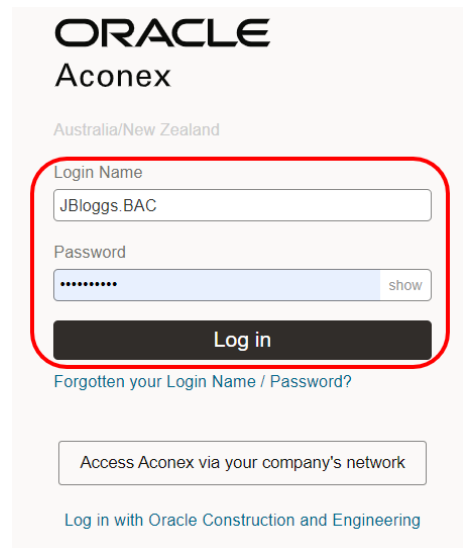 ORACLE
Aconex
Australia/New Zealand
Login Name
JBloggs.BAC
Password
•••••••••• show
Log in
Forgotten your Login Name / Password?
Access Aconex via your company's network
Log in with Oracle Construction and Engineering